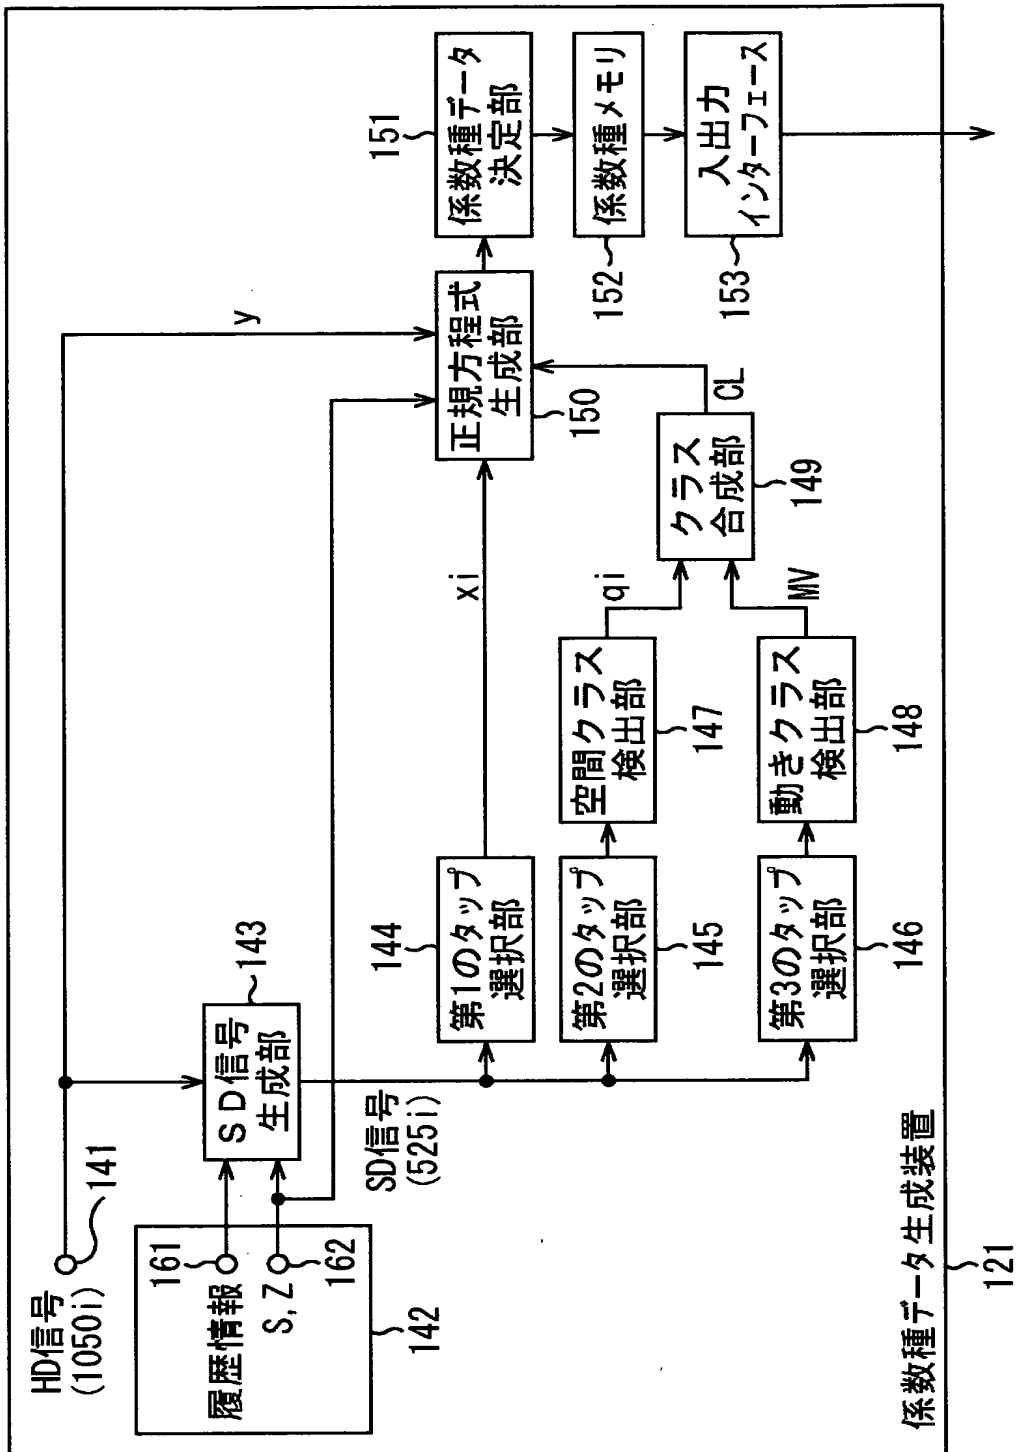 HD信号
(1050i)
141
履歴情報
161
S, Z
162
142
SD信号
生成部
143
SD信号
(525i)
y
144
第1のタップ
選択部
xi
第2のタップ
選択部
145
第3のタップ
選択部
146
空間クラス
検出部
147
動きクラス
検出部
148
qi
MV
クラス
合成部
149
CL
正規方程式
生成部
150
151
係数種データ
決定部
係数種メモリ
152
入出力
インターフェース
153
係数種データ生成装置
121